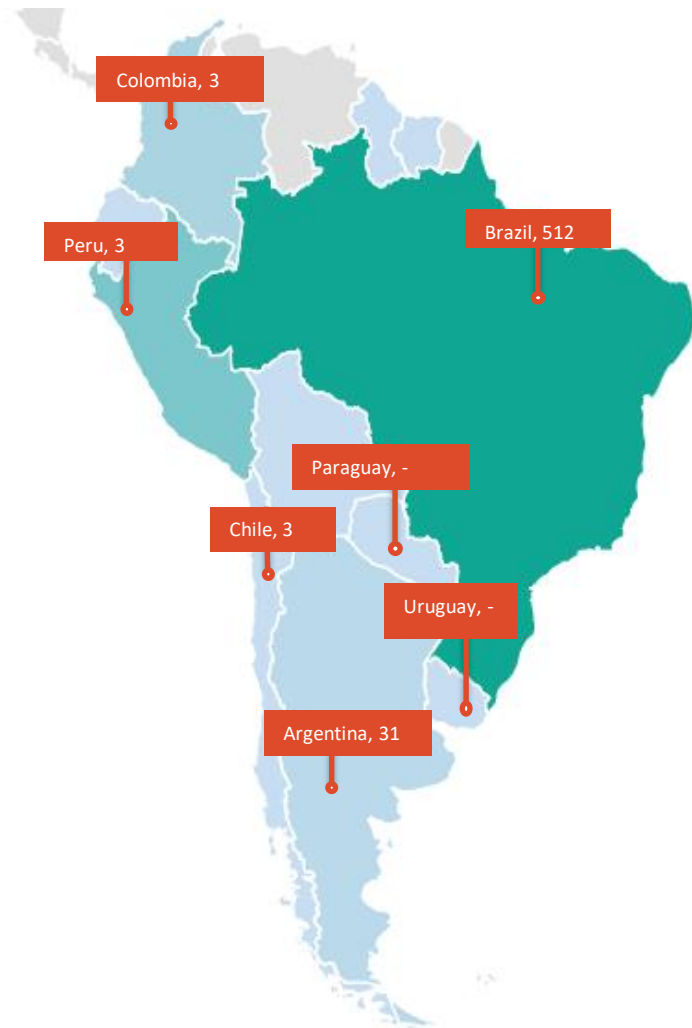 Colombia, 3
Peru, 3
Brazil, 512
Paraguay, -
Chile, 3
Uruguay, -
Argentina, 31